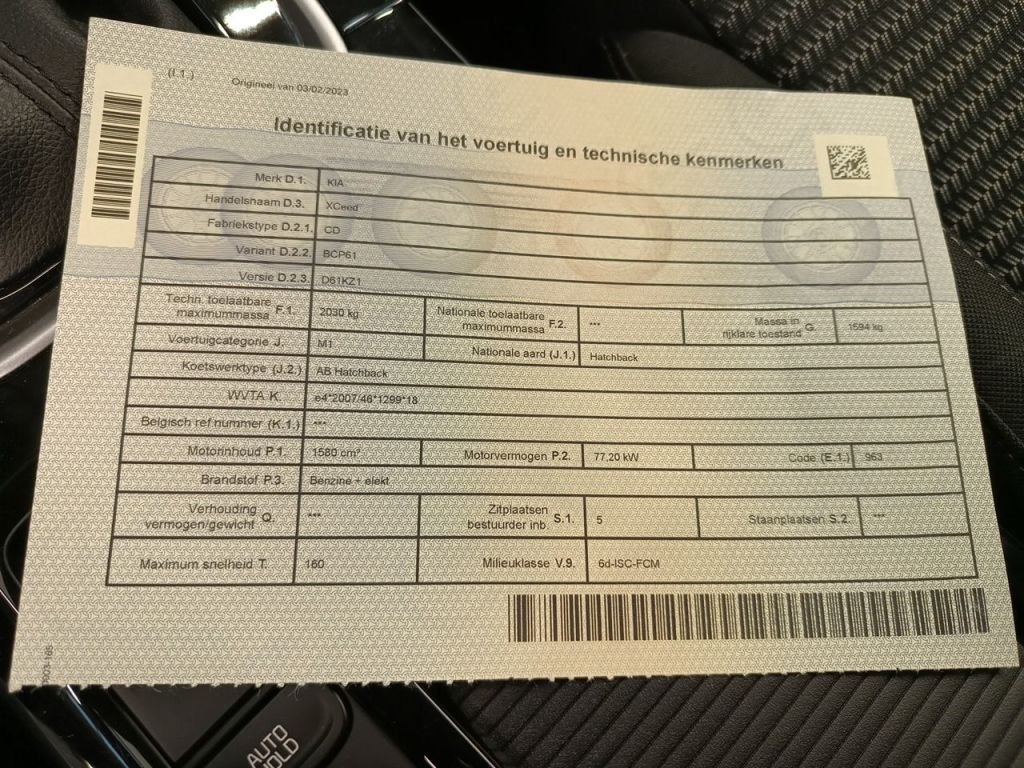 (I.1.)
Origineel van 03/02/2023
Identificatie van het voertuig en technische kenmerken
Merk D.1. KIA
Handelsnaam D.3. XCeed
Fabriekstype D.2.1. CD
Variant D.2.2. BCP61
Versie D.2.3. D61KZ1
Techn. toelaatbare maximummassa F.1. 2030 kg Nationale toelaatbare maximummassa F.2. --- Massa in rijklare toestand G. 1594 kg
Voertuigcategorie J. M1 Nationale aard (J.1.) Hatchback
Koetswerktype (J.2.) AB Hatchback
WVTA K. e4*2007/46*1299*18
Belgisch ref nummer (K.1.) ---
Motorinhoud P.1. 1580 cm³ Motorvermogen P.2. 77,20 kW Code (E.1.) 963
Brandstof P.3. Benzine + elekt
Verhouding vermogen/gewicht Q. --- Zitplaatsen bestuurder inb. S.1. 5 Staanplaatsen S.2. ---
Maximum snelheid T. 160 Milieuklasse V.9. 6d-ISC-FCM
AUTO
HOLD